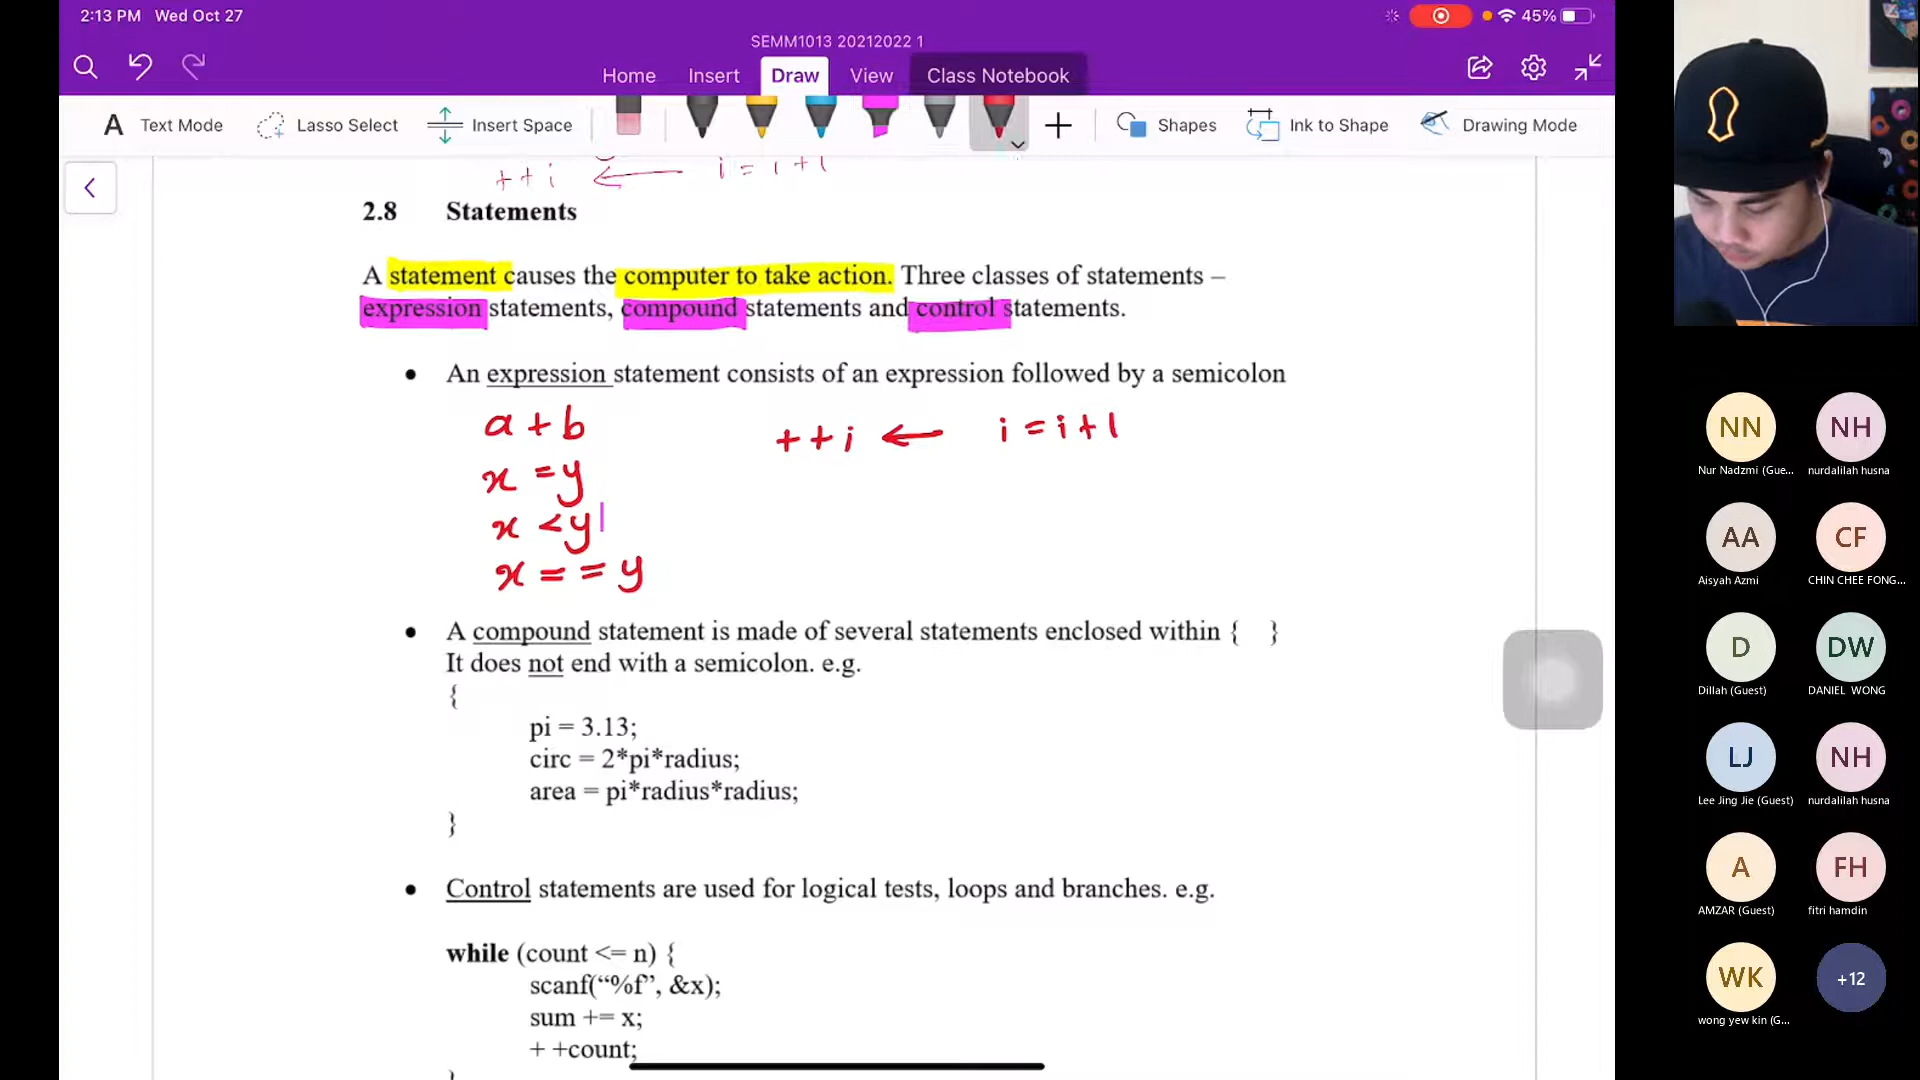 2:13 PM Wed Oct 27
45%
SEMM1013 20212022 1
Home Insert Draw View Class Notebook
A Text Mode Lasso Select Insert Space Shapes Ink to Shape Drawing Mode
++i ← i = i+1
2.8 Statements
A statement causes the computer to take action. Three classes of statements –
expression statements, compound statements and control statements.
• An expression statement consists of an expression followed by a semicolon
a + b
++i ← i = i+1
x = y
x < y
x == y
• A compound statement is made of several statements enclosed within { }
It does not end with a semicolon. e.g.
{
pi = 3.13;
circ = 2*pi*radius;
area = pi*radius*radius;
}
• Control statements are used for logical tests, loops and branches. e.g.
while (count <= n) {
scanf(“%f”, &x);
sum += x;
+ +count;
NN NH
Nur Nadzmi (Gue... nurdalilah husna
AA CF
Aisyah Azmi CHIN CHEE FONG...
D DW
Dillah (Guest) DANIEL WONG
LJ NH
Lee Jing Jie (Guest) nurdalilah husna
A FH
AMZAR (Guest) fitri hamdin
WK +12
wong yew kin (G...